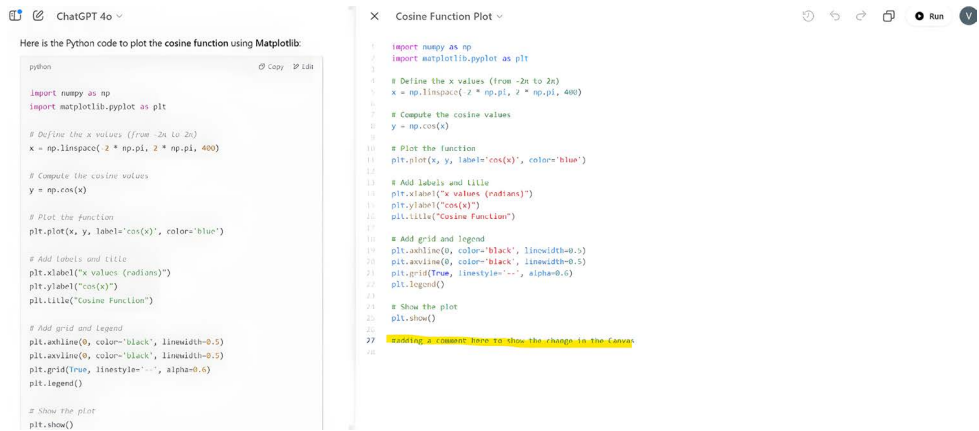 ChatGPT 4o
Here is the Python code to plot the cosine function using Matplotlib:
python
Copy Edit
import numpy as np
import matplotlib.pyplot as plt
# Define the x values (from -2π to 2π)
x = np.linspace(-2 * np.pi, 2 * np.pi, 400)
# Compute the cosine values
y = np.cos(x)
# Plot the function
plt.plot(x, y, label='cos(x)', color='blue')
# Add labels and title
plt.xlabel("x values (radians)")
plt.ylabel("cos(x)")
plt.title("Cosine Function")
# Add grid and legend
plt.axhline(0, color='black', linewidth=0.5)
plt.axvline(0, color='black', linewidth=0.5)
plt.grid(True, linestyle='--', alpha=0.6)
plt.legend()
# Show the plot
plt.show()
Cosine Function Plot
Run
V
1 import numpy as np
2 import matplotlib.pyplot as plt
3
4 # Define the x values (from -2π to 2π)
5 x = np.linspace(-2 * np.pi, 2 * np.pi, 400)
6
7 # Compute the cosine values
8 y = np.cos(x)
9
10 # Plot the function
11 plt.plot(x, y, label='cos(x)', color='blue')
12
13 # Add labels and title
14 plt.xlabel("x values (radians)")
15 plt.ylabel("cos(x)")
16 plt.title("Cosine Function")
17
18 # Add grid and legend
19 plt.axhline(0, color='black', linewidth=0.5)
20 plt.axvline(0, color='black', linewidth=0.5)
21 plt.grid(True, linestyle='--', alpha=0.6)
22 plt.legend()
23
24 # Show the plot
25 plt.show()
26
27 #adding a comment here to show the change in the Canvas
28